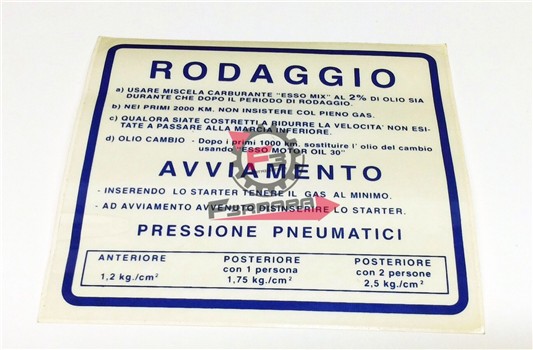 RODAGGIO
a) USARE MISCELA CARBURANTE "ESSO MIX" AL 2% DI OLIO SIA
DURANTE CHE DOPO IL PERIODO DI RODAGGIO.
b) NEI PRIMI 2000 KM. NON INSISTERE COL PIENO GAS.
c) QUALORA SIATE COSTRETTI A RIDURRE LA VELOCITA' NON ESI-
TATE A PASSARE ALLA MARCIA INFERIORE.
d) OLIO CAMBIO - Dopo i primi 1000 km. sostituire l'olio del cambio
usando "ESSO MOTOR OIL 30"
AVVIAMENTO
- INSERENDO LO STARTER TENERE IL GAS AL MINIMO.
- AD AVVIAMENTO AVVENUTO DISINSERIRE LO STARTER.
PRESSIONE PNEUMATICI
ANTERIORE
1,2 kg./cm²
POSTERIORE
con 1 persona
1,75 kg./cm²
POSTERIORE
con 2 persone
2,5 kg./cm²